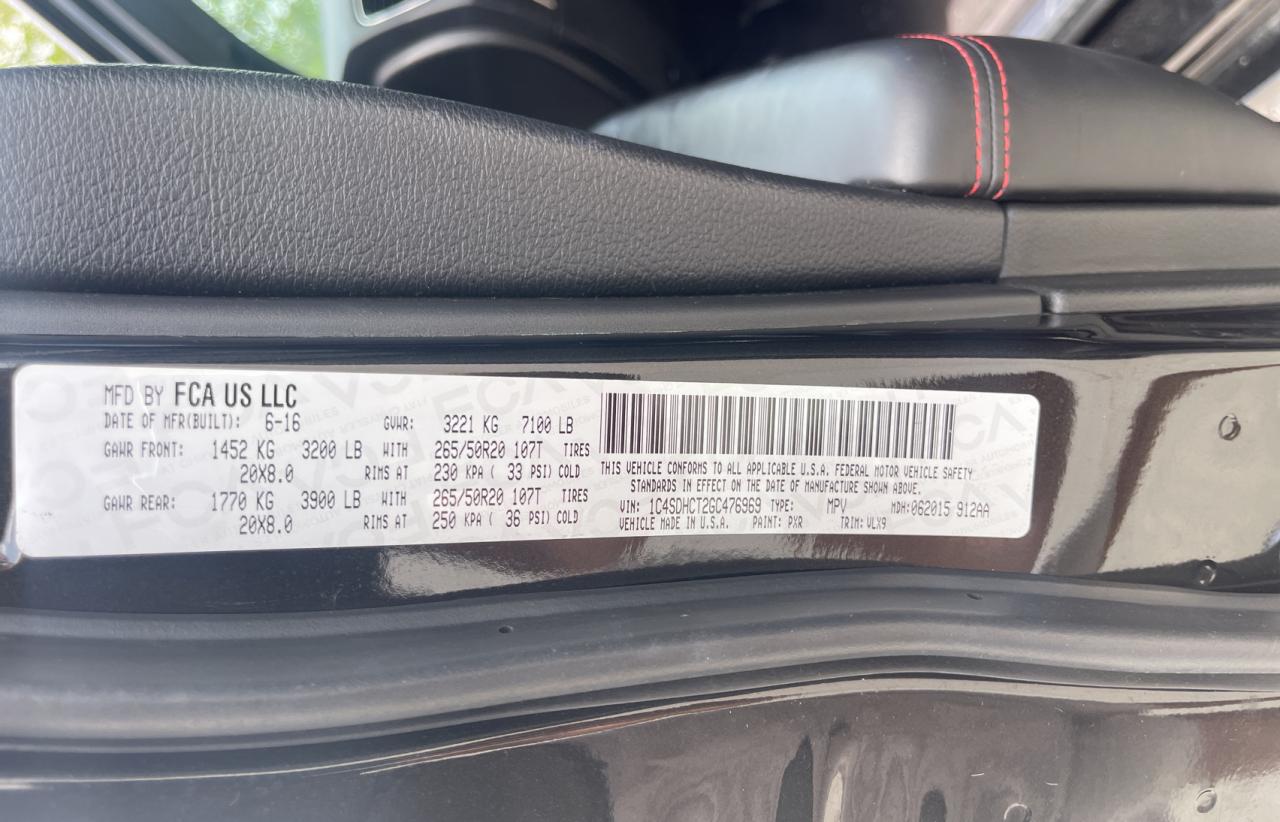 MFD BY FCA US LLC
DATE OF MFR(BUILT): 6-16 GVWR: 3221 KG 7100 LB
GAWR FRONT: 1452 KG 3200 LB WITH 265/50R20 107T TIRES
20X8.0 RIMS AT 230 KPA ( 33 PSI) COLD
GAWR REAR: 1770 KG 3900 LB WITH 265/50R20 107T TIRES
20X8.0 RIMS AT 250 KPA ( 36 PSI) COLD
THIS VEHICLE CONFORMS TO ALL APPLICABLE U.S.A. FEDERAL MOTOR VEHICLE SAFETY
STANDARDS IN EFFECT ON THE DATE OF MANUFACTURE SHOWN ABOVE.
VIN: 1C4SDHCT2GC476969 TYPE: MPV MDH:062015 912AA
VEHICLE MADE IN U.S.A. PAINT: PXR TRIM: VLX9